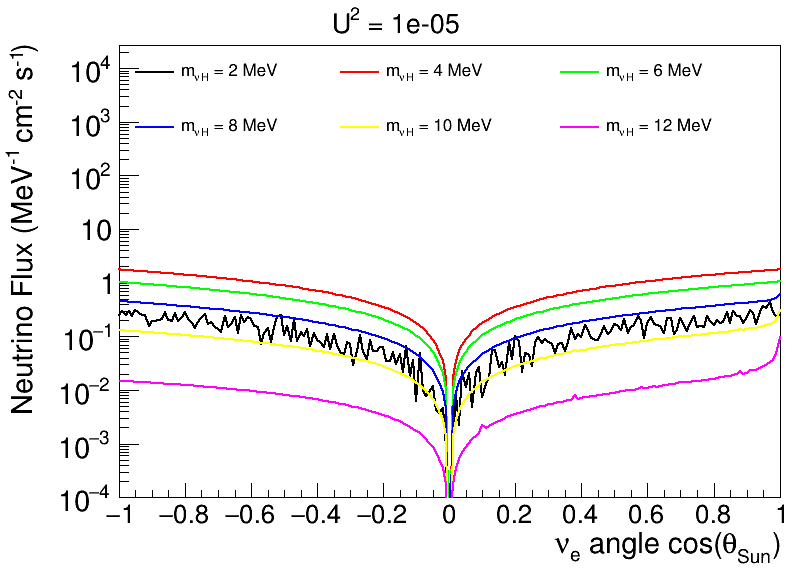 U² = 1e-05
m_νH = 2 MeV m_νH = 4 MeV m_νH = 6 MeV
m_νH = 8 MeV m_νH = 10 MeV m_νH = 12 MeV
Neutrino Flux (MeV⁻¹ cm⁻² s⁻¹)
10⁴
10³
10²
10
1
10⁻¹
10⁻²
10⁻³
10⁻⁴
−1 −0.8 −0.6 −0.4 −0.2 0 0.2 0.4 0.6 0.8 1
ν_e angle cos(θ_Sun)